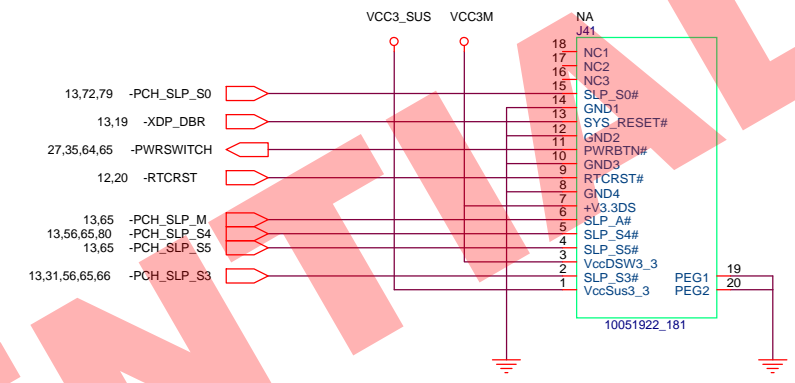 VCC3_SUS VCC3M NA
J41
18 NC1
17 NC2
16 NC3
13,72,79 -PCH_SLP_S0 15 SLP_S0#
14 GND1
13,19 -XDP_DBR 13 SYS_RESET#
12 GND2
27,35,64,65 -PWRSWITCH 11 PWRBTN#
10 GND3
12,20 -RTCRST 9 RTCRST#
8 GND4
7 +V3.3DS
13,65 -PCH_SLP_M 6 SLP_A#
13,56,65,80 -PCH_SLP_S4 5 SLP_S4#
13,65 -PCH_SLP_S5 4 SLP_S5#
3 VccDSW3_3
13,31,56,65,66 -PCH_SLP_S3 2 SLP_S3# PEG1 19
1 VccSus3_3 PEG2 20
10051922_181
ENTIAL